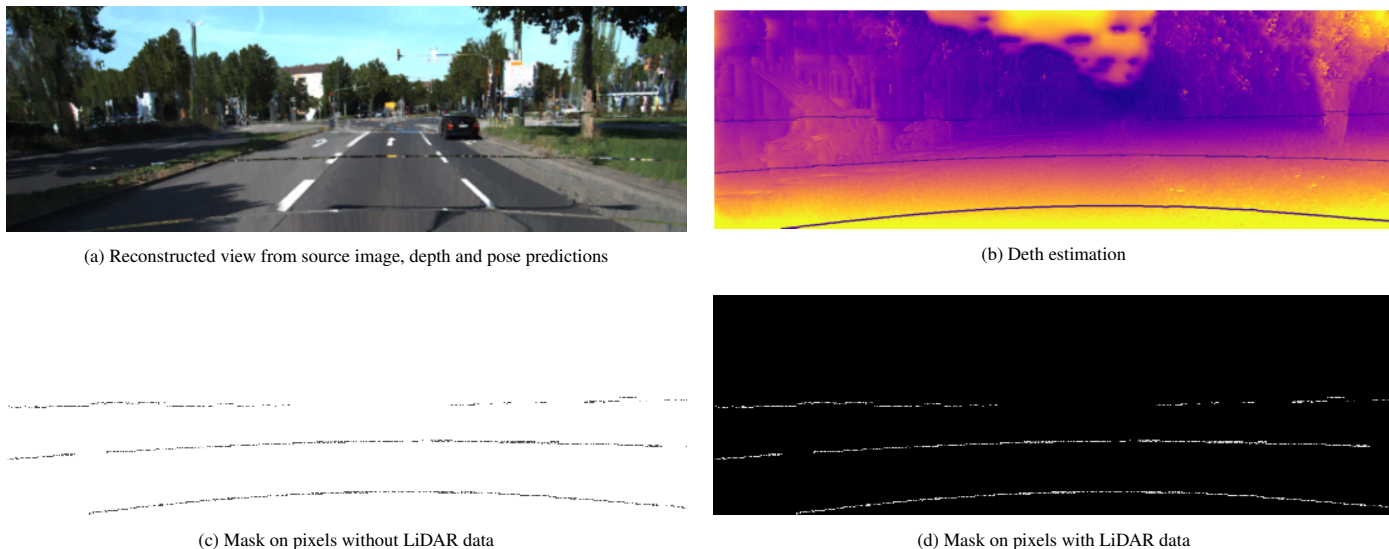 (a) Reconstructed view from source image, depth and pose predictions
(b) Deth estimation
(c) Mask on pixels without LiDAR data
(d) Mask on pixels with LiDAR data